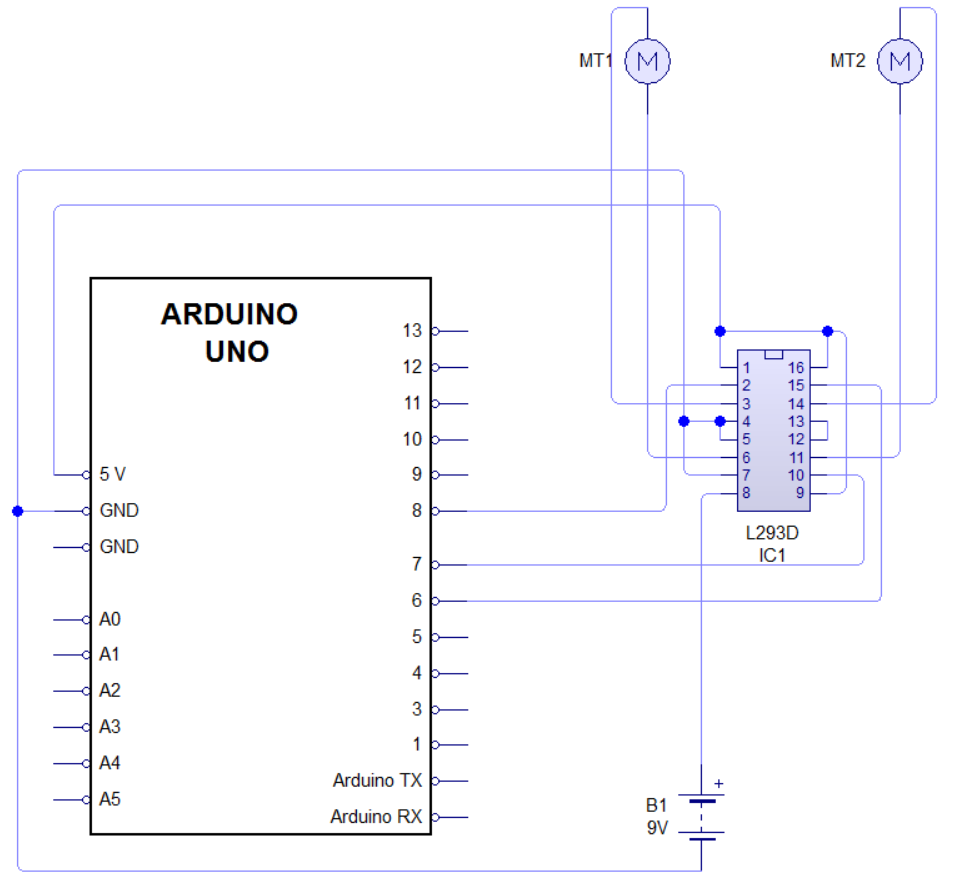 MT1
M
MT2
M
ARDUINO
UNO
13
12
11
10
9
8
7
6
5
4
3
1
Arduino TX
Arduino RX
5 V
GND
GND
A0
A1
A2
A3
A4
A5
1 16
2 15
3 14
4 13
5 12
6 11
7 10
8 9
L293D
IC1
+
B1
9V